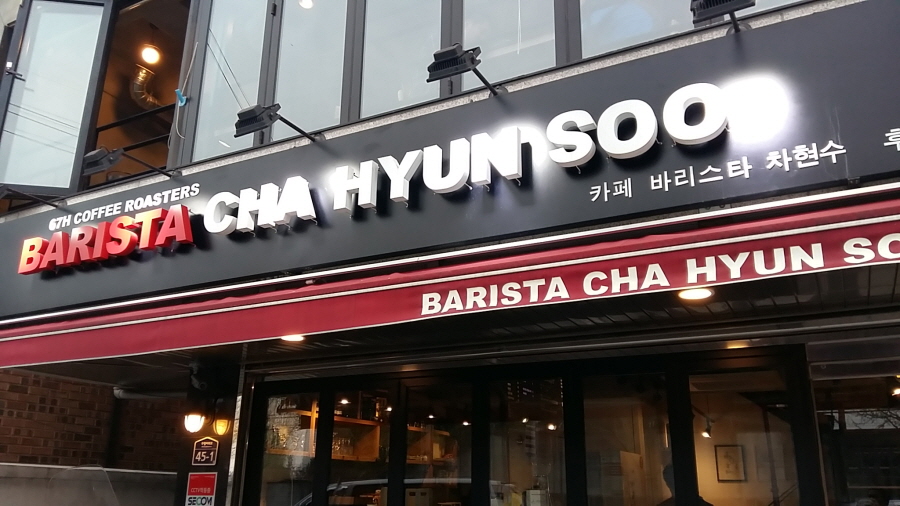 67H COFFEE ROASTERS
BARISTA CHA HYUN SOO
카페 바리스타 차현수
BARISTA CHA HYUN SO
45-1
SECOM